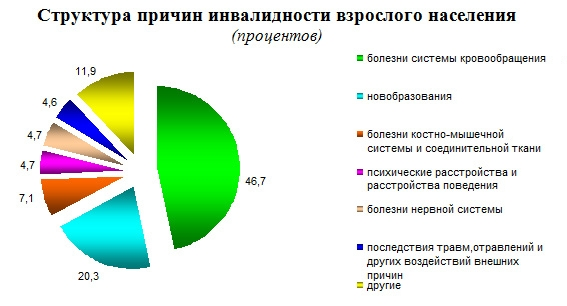 Структура причин инвалидности взрослого населения
(процентов)
11,9
4,6
4,7
4,7
7,1
20,3
46,7
болезни системы кровообращения
новобразования
болезни костно-мышечной
системы и соединительной ткани
психические расстройства и
расстройства поведения
болезни нервной системы
последствия травм,отравлений и
других воздействий внешних
причин
другие